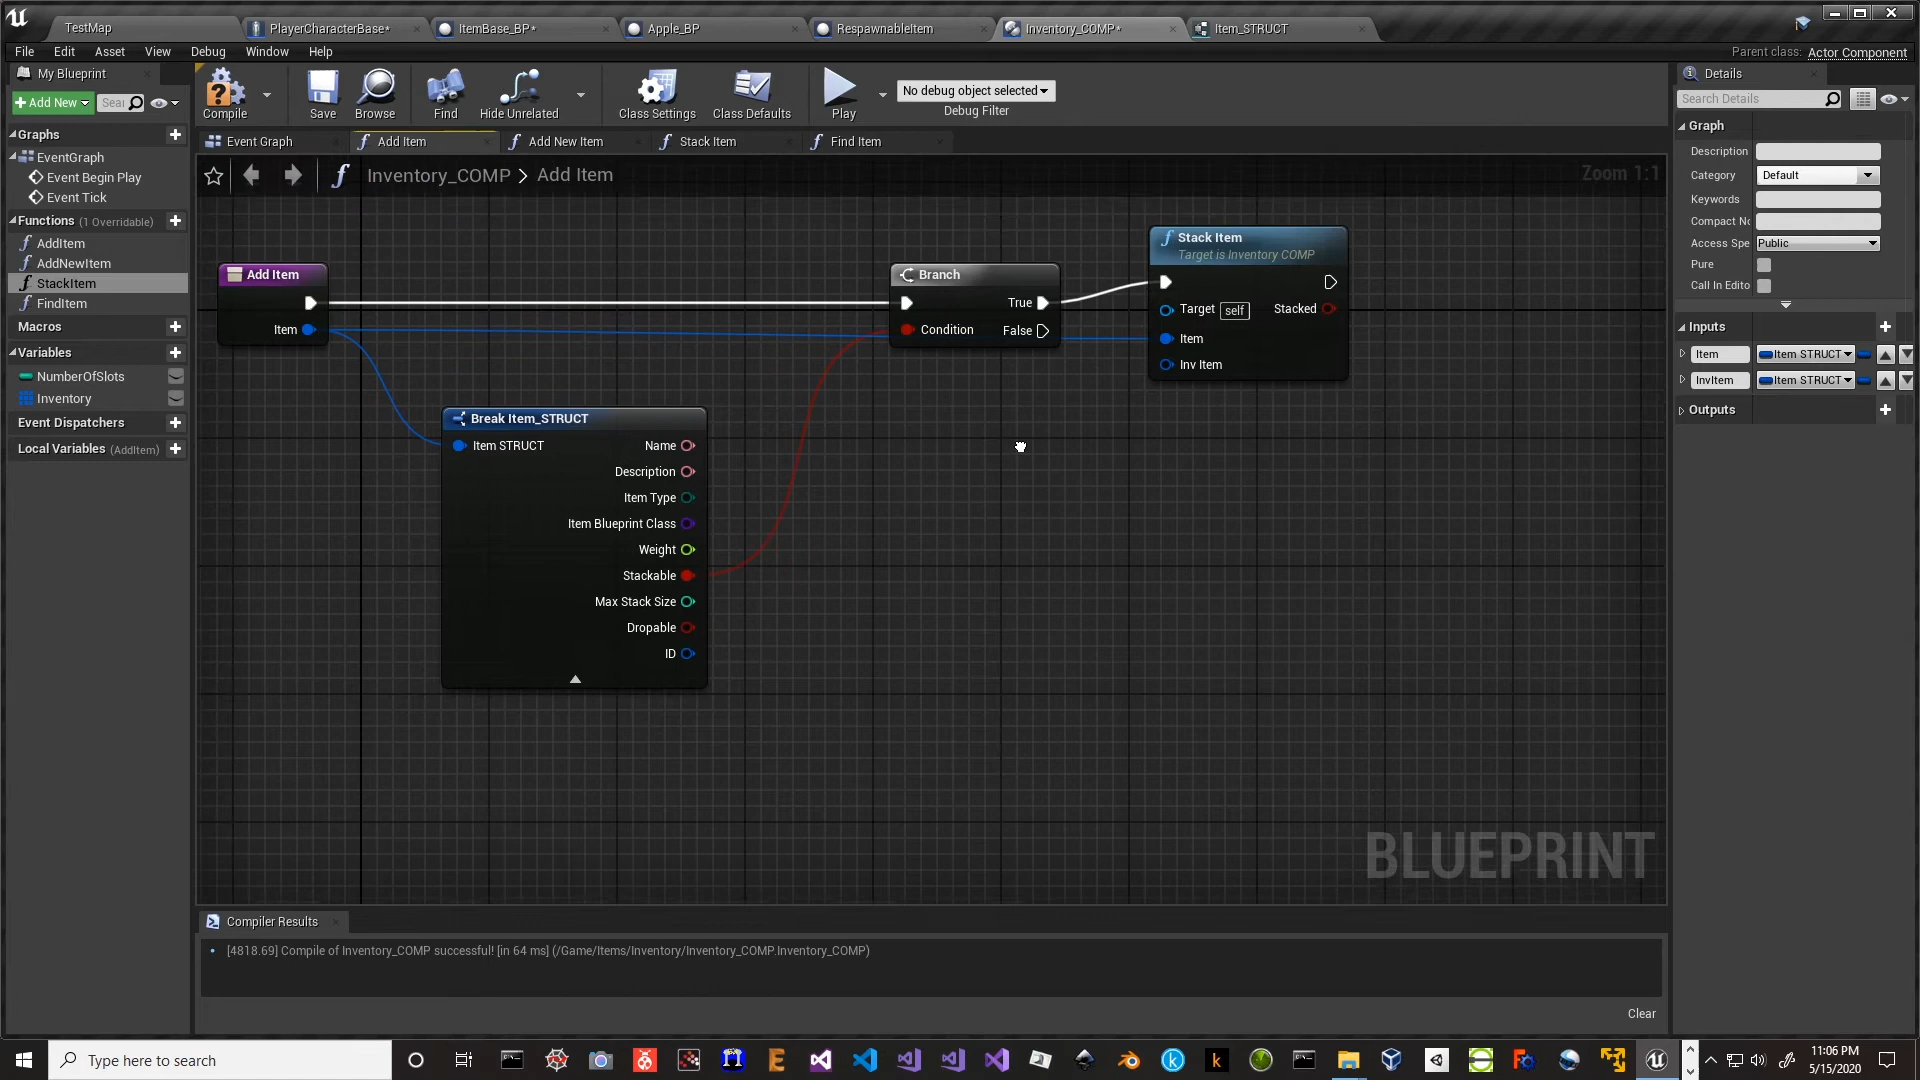 TestMap
PlayerCharacterBase*
ItemBase_BP*
Apple_BP
RespawnableItem
Inventory_COMP*
Item_STRUCT
File Edit Asset View Debug Window Help
Parent class: Actor Component
My Blueprint
Add New
Compile
Save
Browse
Find
Hide Unrelated
Class Settings
Class Defaults
Play
No debug object selected
Debug Filter
Details
Search Details
Event Graph
Add Item
Add New Item
Stack Item
Find Item
Inventory_COMP > Add Item
Zoom 1:1
Graphs
EventGraph
Event Begin Play
Event Tick
Functions (1 Overridable)
AddItem
AddNewItem
StackItem
FindItem
Macros
Variables
NumberOfSlots
Inventory
Event Dispatchers
Local Variables (AddItem)
Add Item
Item
Branch
True
Condition
False
Stack Item
Target is Inventory COMP
Target self
Stacked
Item
Inv Item
Break Item_STRUCT
Item STRUCT
Name
Description
Item Type
Item Blueprint Class
Weight
Stackable
Max Stack Size
Dropable
ID
BLUEPRINT
Graph
Description
Category
Default
Keywords
Compact Nc
Access Spe
Public
Pure
Call In Edito
Inputs
Item
Item STRUCT
InvItem
Item STRUCT
Outputs
Compiler Results
[4818.69] Compile of Inventory_COMP successful! [in 64 ms] (/Game/Items/Inventory/Inventory_COMP.Inventory_COMP)
Clear
Type here to search
11:06 PM
5/15/2020